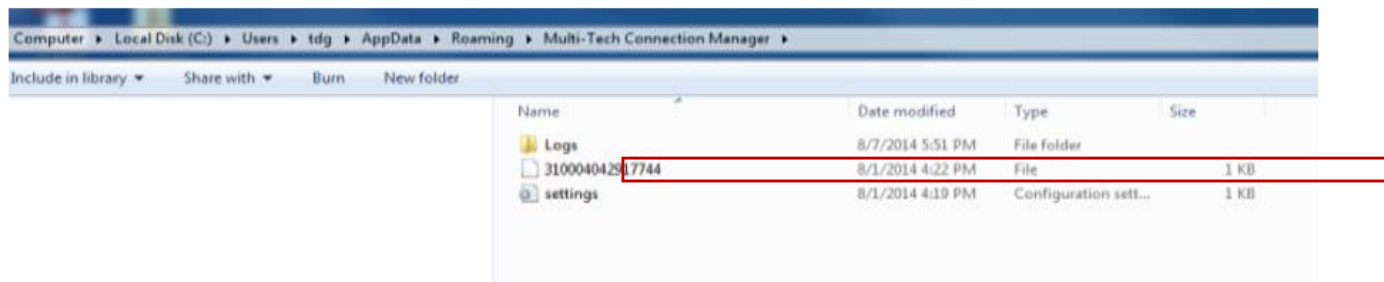 Computer ▸ Local Disk (C:) ▸ Users ▸ tdg ▸ AppData ▸ Roaming ▸ Multi-Tech Connection Manager ▸
Include in library ▾ Share with ▾ Burn New folder
Name Date modified Type Size
Logs 8/7/2014 5:51 PM File folder
310004042917744 8/1/2014 4:22 PM File 1 KB
settings 8/1/2014 4:19 PM Configuration sett... 1 KB